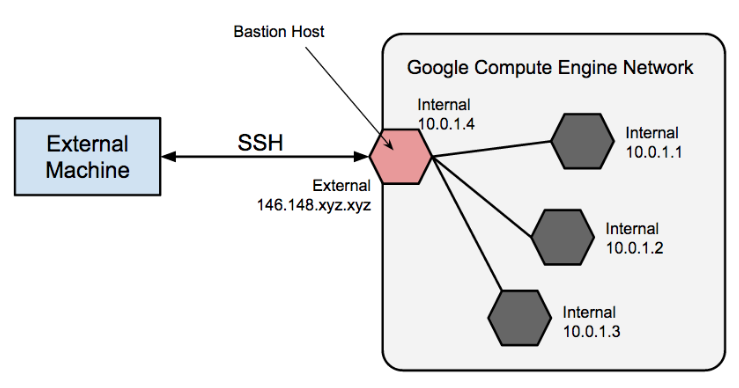 Bastion Host
Google Compute Engine Network
Internal
10.0.1.4
External
Machine
SSH
Internal
10.0.1.1
External
146.148.xyz.xyz
Internal
10.0.1.2
Internal
10.0.1.3